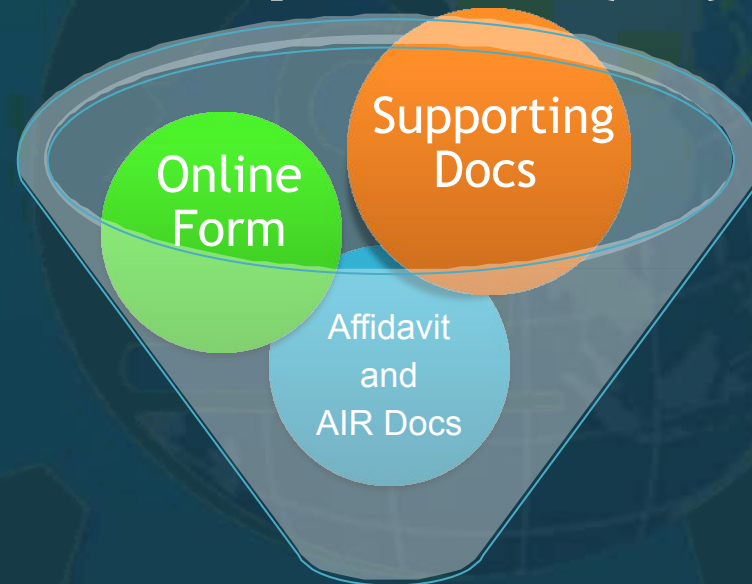 Online
Form
Supporting
Docs
Affidavit
and
AIR Docs